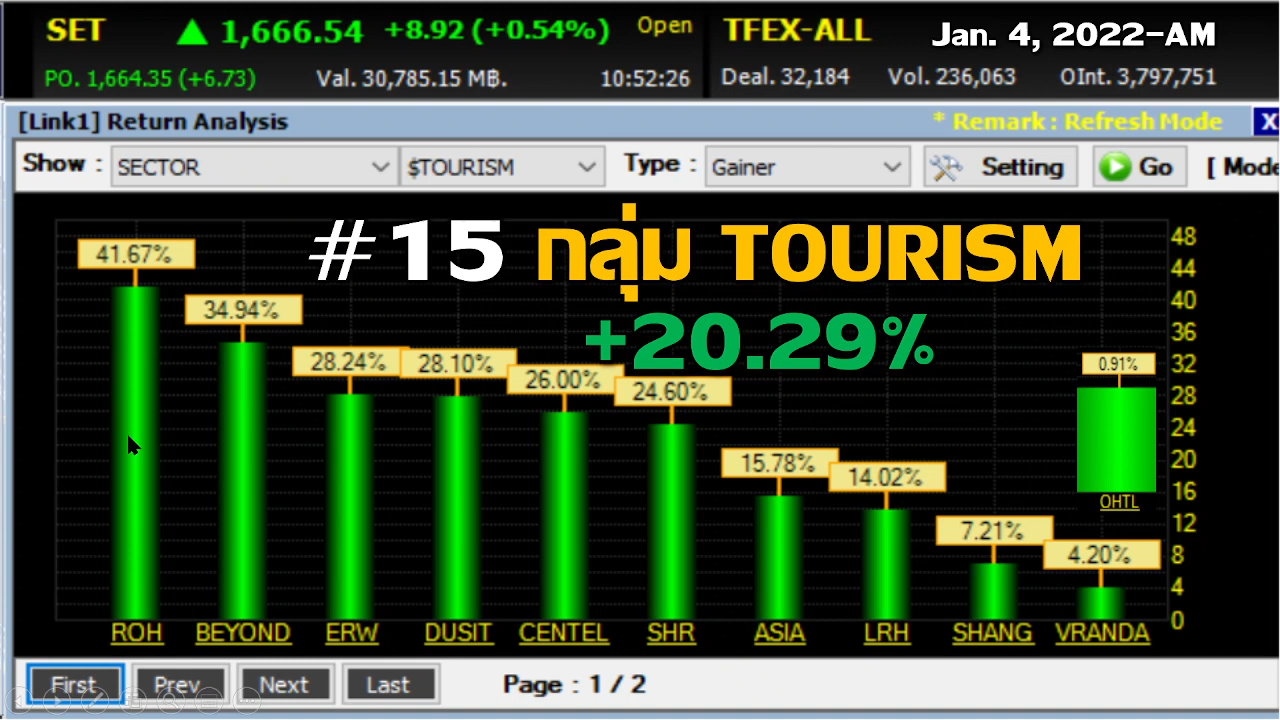 SET ▲ 1,666.54 +8.92 (+0.54%) Open TFEX-ALL Jan. 4, 2022-AM
PO. 1,664.35 (+6.73) Val. 30,785.15 M฿. 10:52:26 Deal. 32,184 Vol. 236,063 OInt. 3,797,751
[Link1] Return Analysis * Remark : Refresh Mode X
Show : SECTOR $TOURISM Type : Gainer Setting Go [ Mode
#15 กลุ่ม TOURISM
+20.29%
41.67% 34.94% 28.24% 28.10% 26.00% 24.60% 15.78% 14.02% 7.21% 4.20%
0.91%
OHTL
48
44
40
36
32
28
24
20
16
12
8
4
0
ROH BEYOND ERW DUSIT CENTEL SHR ASIA LRH SHANG VRANDA
First Prev Next Last Page : 1 / 2